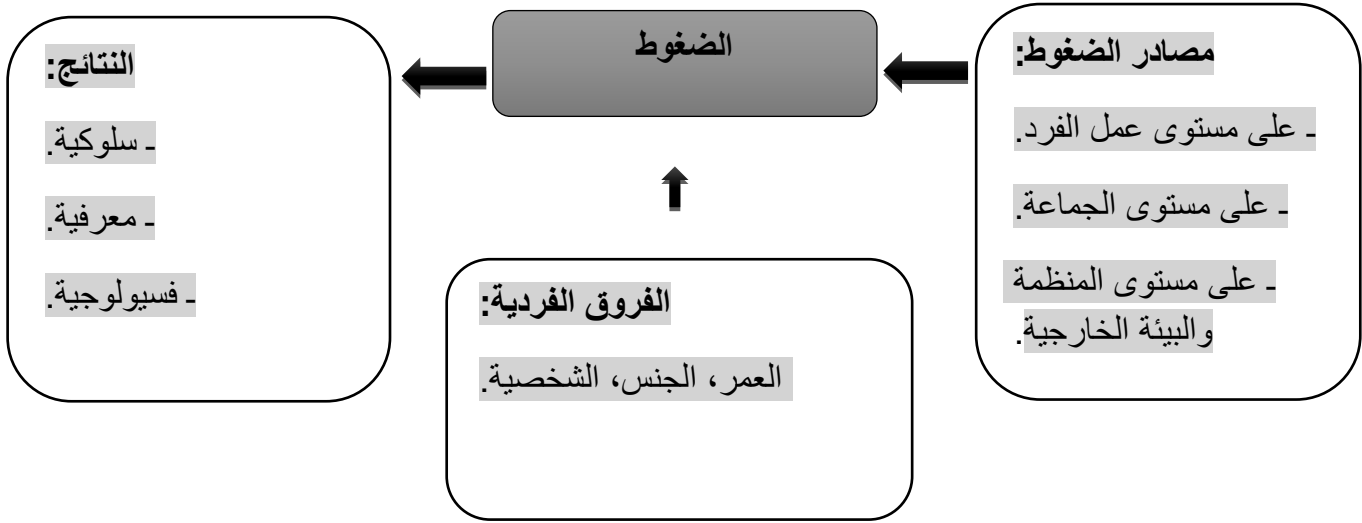 مصادر الضغوط:
ـ على مستوى عمل الفرد.
ـ على مستوى الجماعة.
ـ على مستوى المنظمة
والبيئة الخارجية.
الضغوط
النتائج:
ـ سلوكية.
ـ معرفية.
ـ فسيولوجية.
الفروق الفردية:
العمر، الجنس، الشخصية.